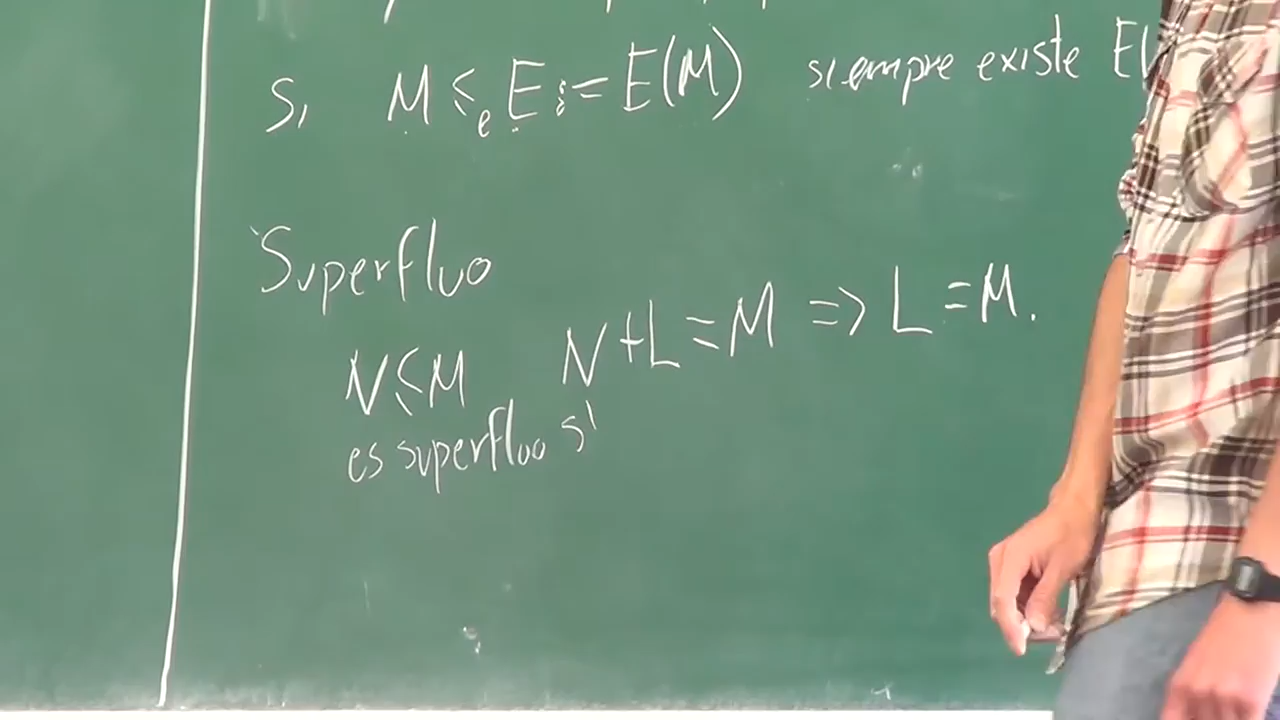 Si M ≤e E := E(M) siempre existe E(
Superfluo
N ≤ M N+L=M => L=M.
es superfluo si